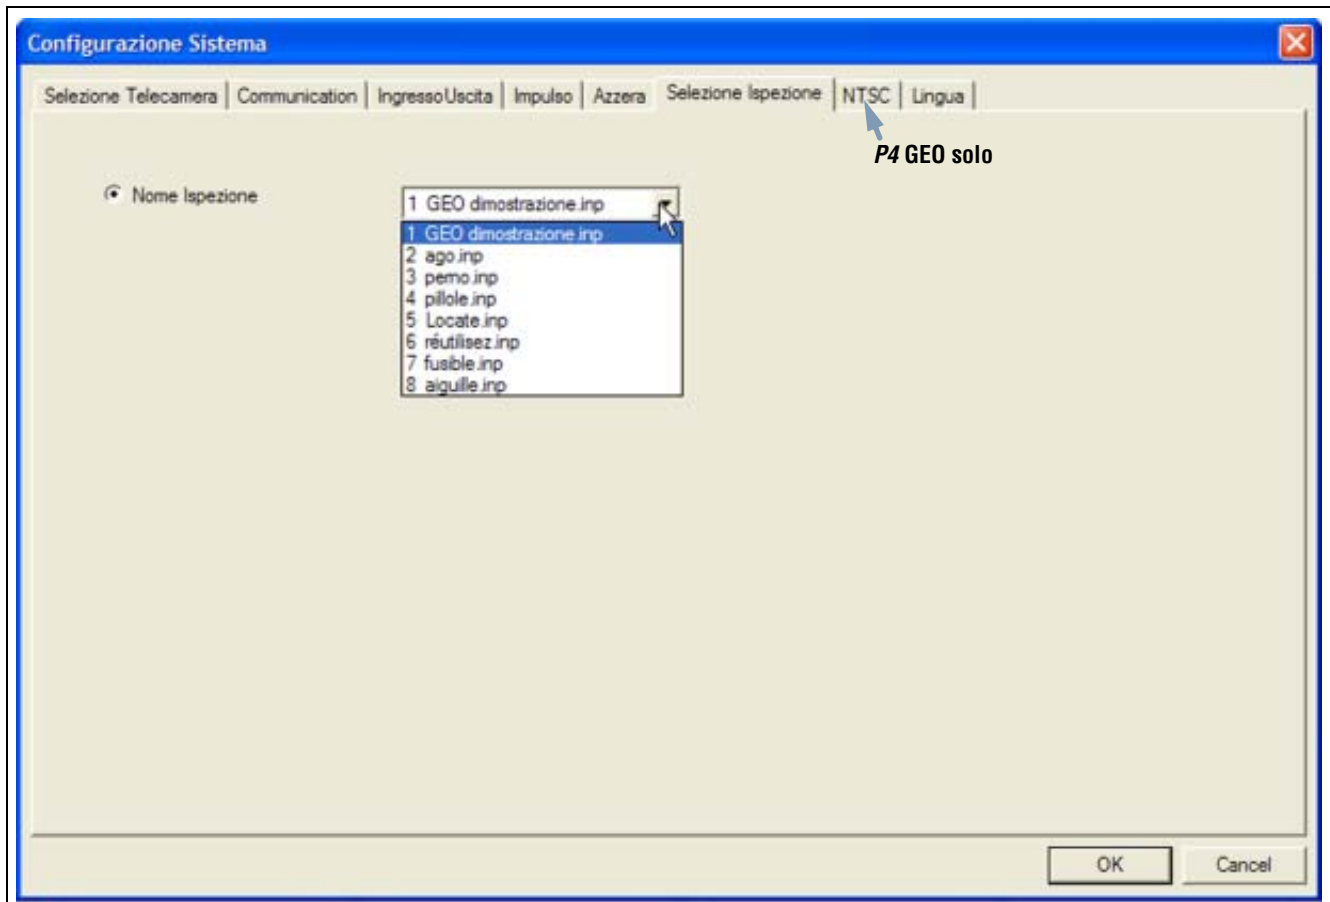 Configurazione Sistema
Selezione Telecamera Communication IngressoUscita Impulso Azzera Selezione Ispezione NTSC Lingua
P4 GEO solo
Nome Ispezione
1 GEO dimostrazione.inp
1 GEO dimostrazione.inp
2 ago.inp
3 perno.inp
4 pillole.inp
5 Locate.inp
6 réutilisez.inp
7 fusible.inp
8 aiguille.inp
OK Cancel